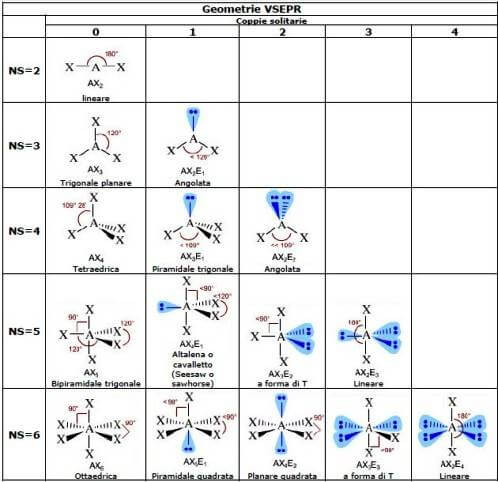 Geometrie VSEPR
Coppie solitarie
0 1 2 3 4
NS=2
180°
X A X
AX₂
lineare
NS=3
X
120°
A
X X
AX₃
Trigonale planare
A
X X
< 120°
AX₂E₁
Angolata
NS=4
109° 28'
X
A X
X X
AX₄
Tetraedrica
A X
X X
< 109°
AX₃E₁
Piramidale trigonale
A
X X
<< 109°
AX₂E₂
Angolata
NS=5
X
90°
X A X
120°
X
120°
X
Bipiramidale trigonale
X
<90°
<120°
A X
X
X
AX₄E₁
Altalena o
cavalletto
(Seesaw o
sawhorse)
X
<90°
X A
X
AX₃E₂
a forma di T
X
180°
A
X
AX₂E₃
Lineare
NS=6
X
90°
X A X
90°
X X
X
AX₆
Ottaedrica
X
<90°
X A X
<90°
X X
AX₅E₁
Piramidale quadrata
X A X
90°
X X
AX₄E₂
Planare quadrata
X
A
X
X
<90°
AX₃E₃
a forma di T
X
180°
A
X
AX₂E₄
Lineare